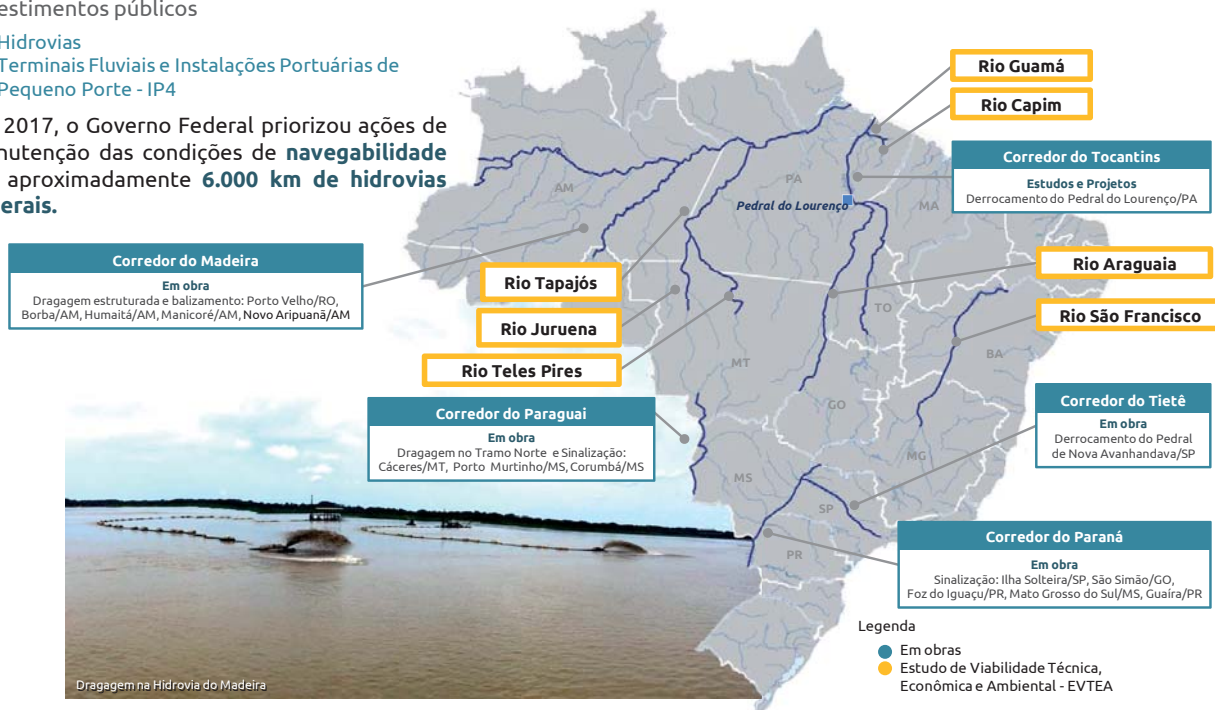 estimentos públicos
Hidrovias
Terminais Fluviais e Instalações Portuárias de
Pequeno Porte - IP4
2017, o Governo Federal priorizou ações de
nutenção das condições de navegabilidade
aproximadamente 6.000 km de hidrovias
erais.
Rio Guamá
Rio Capim
Corredor do Tocantins
Estudos e Projetos
Derrocamento do Pedral do Lourenço/PA
AM
PA
MA
Pedral do Lourenço
Corredor do Madeira
Em obra
Dragagem estruturada e balizamento: Porto Velho/RO,
Borba/AM, Humaitá/AM, Manicoré/AM, Novo Aripuanã/AM
Rio Tapajós
Rio Juruena
Rio Teles Pires
Rio Araguaia
Rio São Francisco
TO
BA
MT
GO
MG
MS
SP
PR
Corredor do Paraguai
Em obra
Dragagem no Tramo Norte e Sinalização:
Cáceres/MT, Porto Murtinho/MS, Corumbá/MS
Corredor do Tietê
Em obra
Derrocamento do Pedral
de Nova Avanhandava/SP
Corredor do Paraná
Em obra
Sinalização: Ilha Solteira/SP, São Simão/GO,
Foz do Iguaçu/PR, Mato Grosso do Sul/MS, Guaíra/PR
Legenda
Em obras
Estudo de Viabilidade Técnica,
Econômica e Ambiental - EVTEA
Dragagem na Hidrovia do Madeira